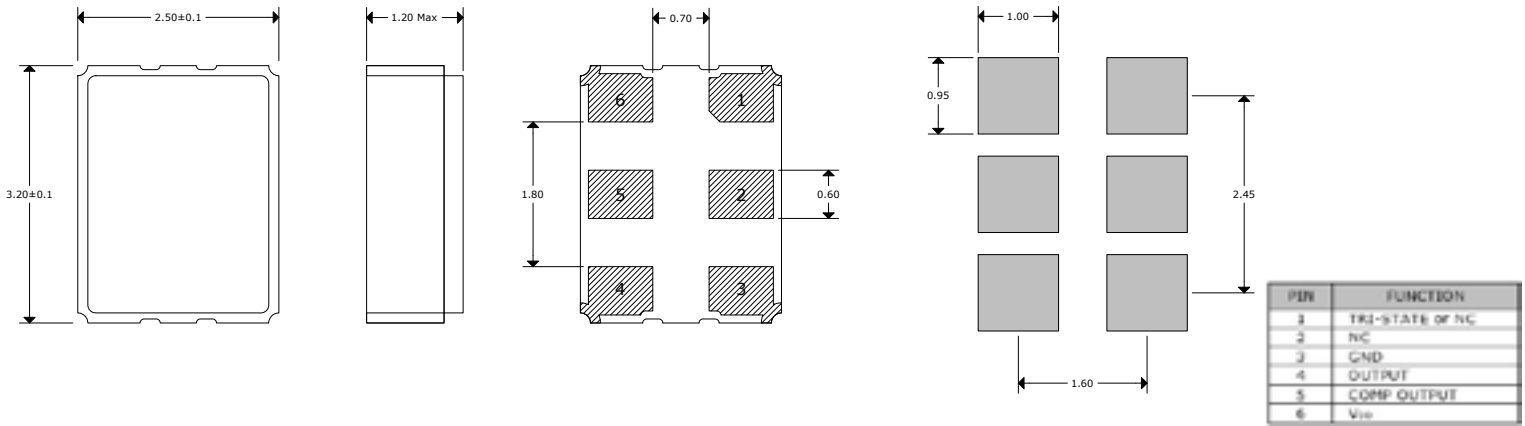 2.50±0.1
1.20 Max
0.70
1.00
3.20±0.1
6
1
0.95
1.80
5
2
0.60
2.45
4
3
1.60
PIN FUNCTION
1 TRI-STATE or NC
2 NC
3 GND
4 OUTPUT
5 COMP OUTPUT
6